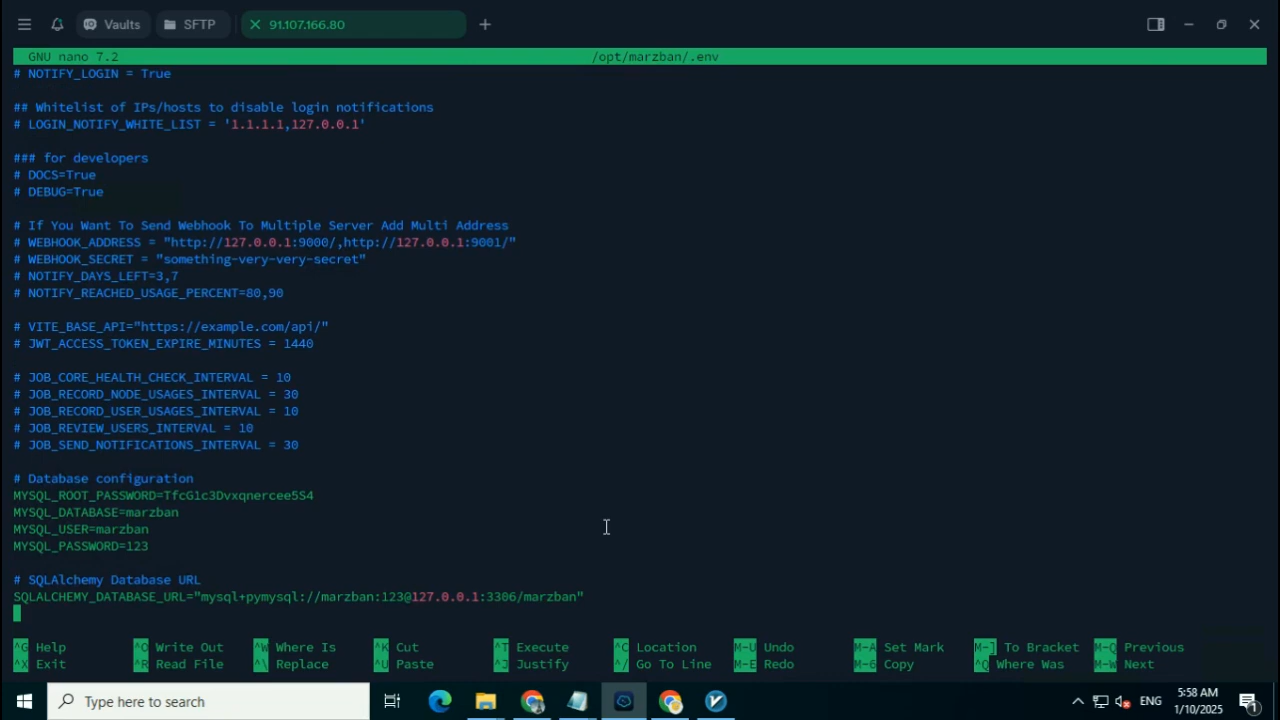 Vaults
SFTP
91.107.166.80
GNU nano 7.2 /opt/marzban/.env
# NOTIFY_LOGIN = True
## Whitelist of IPs/hosts to disable login notifications
# LOGIN_NOTIFY_WHITE_LIST = '1.1.1.1,127.0.0.1'
### for developers
# DOCS=True
# DEBUG=True
# If You Want To Send Webhook To Multiple Server Add Multi Address
# WEBHOOK_ADDRESS = "http://127.0.0.1:9000/,http://127.0.0.1:9001/"
# WEBHOOK_SECRET = "something-very-very-secret"
# NOTIFY_DAYS_LEFT=3,7
# NOTIFY_REACHED_USAGE_PERCENT=80,90
# VITE_BASE_API="https://example.com/api/"
# JWT_ACCESS_TOKEN_EXPIRE_MINUTES = 1440
# JOB_CORE_HEALTH_CHECK_INTERVAL = 10
# JOB_RECORD_NODE_USAGES_INTERVAL = 30
# JOB_RECORD_USER_USAGES_INTERVAL = 10
# JOB_REVIEW_USERS_INTERVAL = 10
# JOB_SEND_NOTIFICATIONS_INTERVAL = 30
# Database configuration
MYSQL_ROOT_PASSWORD=TfcG1c3Dvxqnercee5S4
MYSQL_DATABASE=marzban
MYSQL_USER=marzban
MYSQL_PASSWORD=123
# SQLAlchemy Database URL
SQLALCHEMY_DATABASE_URL="mysql+pymysql://marzban:123@127.0.0.1:3306/marzban"
^G Help ^O Write Out ^W Where Is ^K Cut ^T Execute ^C Location M-U Undo M-A Set Mark M-] To Bracket M-Q Previous
^X Exit ^R Read File ^\ Replace ^U Paste ^J Justify ^/ Go To Line M-E Redo M-6 Copy ^Q Where Was M-W Next
Type here to search
ENG
5:58 AM
1/10/2025
1